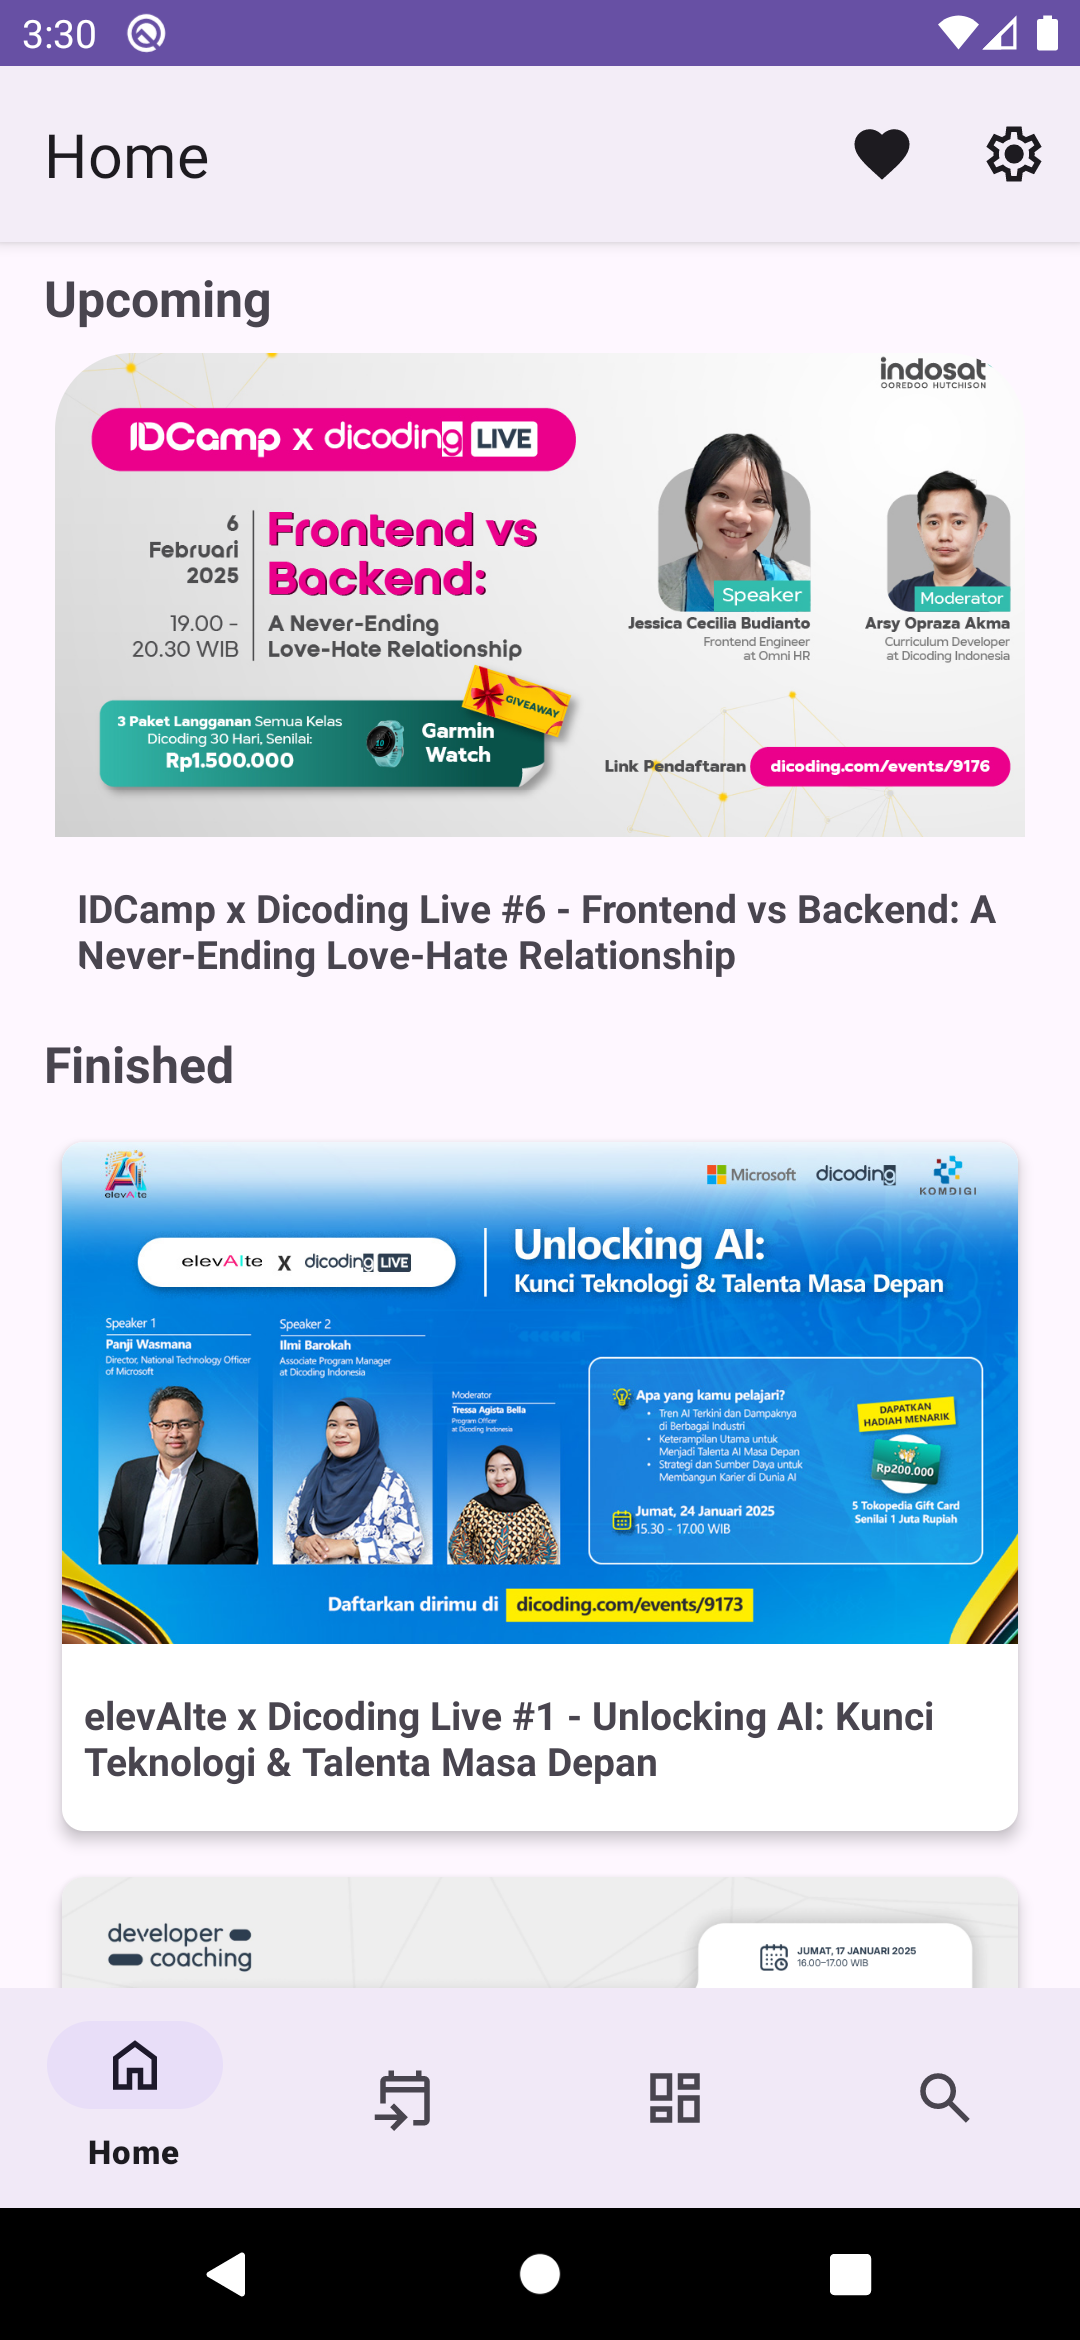 3:30
Home
Upcoming
indosat
OOREDOO HUTCHISON
IDCamp x dicoding LIVE
6
Februari
2025
19.00 -
20.30 WIB
Frontend vs
Backend:
A Never-Ending
Love-Hate Relationship
Speaker
Jessica Cecilia Budianto
Frontend Engineer
at Omni HR
Moderator
Arsy Opraza Akma
Curriculum Developer
at Dicoding Indonesia
3 Paket Langganan Semua Kelas
Dicoding 30 Hari, Senilai:
Rp1.500.000
Garmin
Watch
GIVEAWAY
Link Pendaftaran dicoding.com/events/9176
IDCamp x Dicoding Live #6 - Frontend vs Backend: A
Never-Ending Love-Hate Relationship
Finished
elevAIte
Microsoft dicoding KOMDIGI
elevAIte X dicoding LIVE
Unlocking AI:
Kunci Teknologi & Talenta Masa Depan
Speaker 1
Panji Wasmana
Director, National Technology Officer
of Microsoft
Speaker 2
Ilmi Barokah
Associate Program Manager
at Dicoding Indonesia
Moderator
Tressa Agista Bella
Program Officer
at Dicoding Indonesia
Apa yang kamu pelajari?
• Tren AI Terkini dan Dampaknya
di Berbagai Industri
• Keterampilan Utama untuk
Menjadi Talenta AI Masa Depan
• Strategi dan Sumber Daya untuk
Membangun Karier di Dunia AI
Jumat, 24 Januari 2025
15.30 - 17.00 WIB
DAPATKAN
HADIAH MENARIK
Rp200.000
5 Tokopedia Gift Card
Senilai 1 Juta Rupiah
Daftarkan dirimu di dicoding.com/events/9173
elevAIte x Dicoding Live #1 - Unlocking AI: Kunci
Teknologi & Talenta Masa Depan
developer
coaching
JUMAT, 17 JANUARI 2025
16.00-17.00 WIB
Home